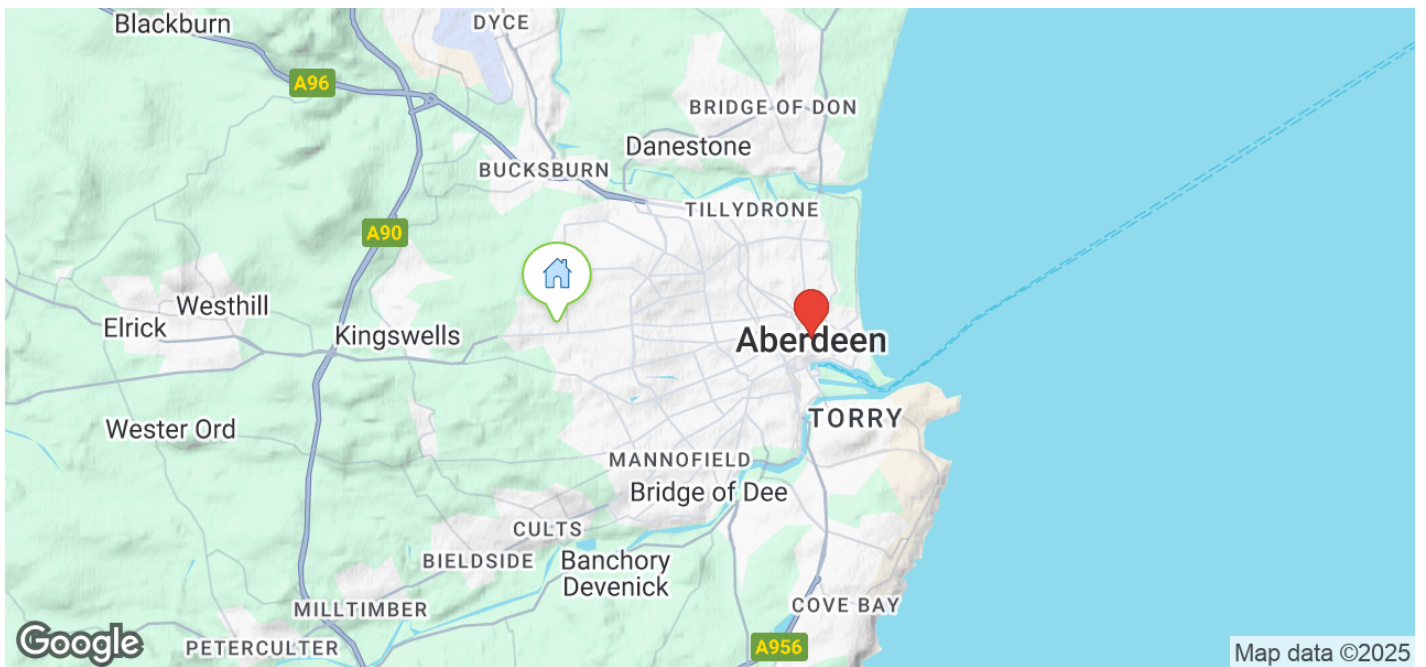 Blackburn
DYCE
A96
BRIDGE OF DON
Danestone
BUCKSBURN
TILLYDRONE
A90
Westhill
Elrick
Kingswells
Aberdeen
TORRY
Wester Ord
MANNOFIELD
Bridge of Dee
CULTS
BIELDSIDE
Banchory
Devenick
MILLTIMBER
COVE BAY
PETERCULTER
A956
Google
Map data ©2025